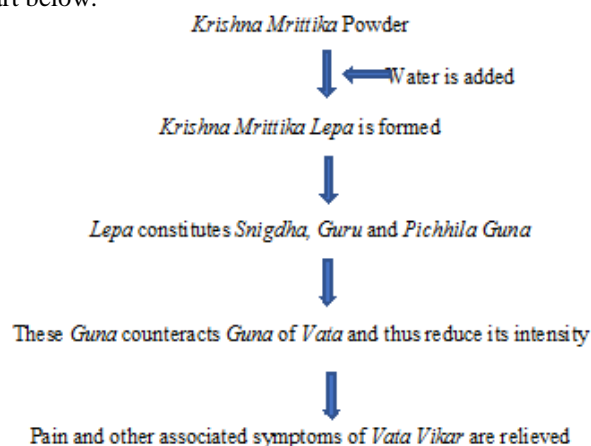 art below.
Krishna Mrittika Powder
Water is added
Krishna Mrittika Lepa is formed
Lepa constitutes Snigdha, Guru and Pichhila Guna
These Guna counteracts Guna of Vata and thus reduce its intensity
Pain and other associated symptoms of Vata Vikar are relieved